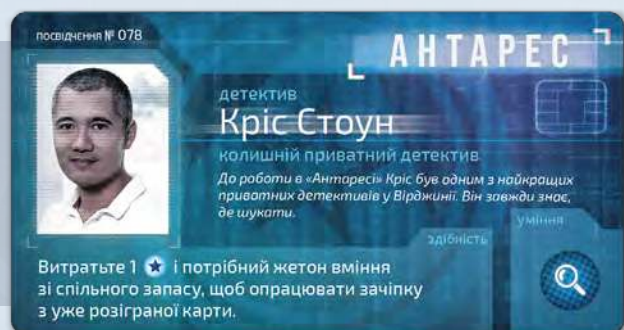 посвідчення № 078
АНТАРЕС
детектив
Кріс Стоун
колишній приватний детектив
До роботи в «Антаресі» Кріс був одним з найкращих
приватних детективів у Вірджинії. Він завжди знає,
де шукати.
уміння
здібність
Витратьте 1 і потрібний жетон вміння
зі спільного запасу, щоб опрацювати зачіпку
з уже розіграної карти.